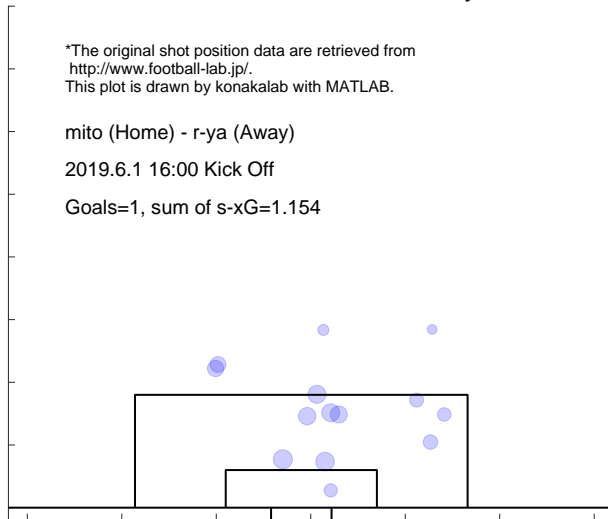 *The original shot position data are retrieved from
http://www.football-lab.jp/.
This plot is drawn by konakalab with MATLAB.
mito (Home) - r-ya (Away)
2019.6.1 16:00 Kick Off
Goals=1, sum of s-xG=1.154